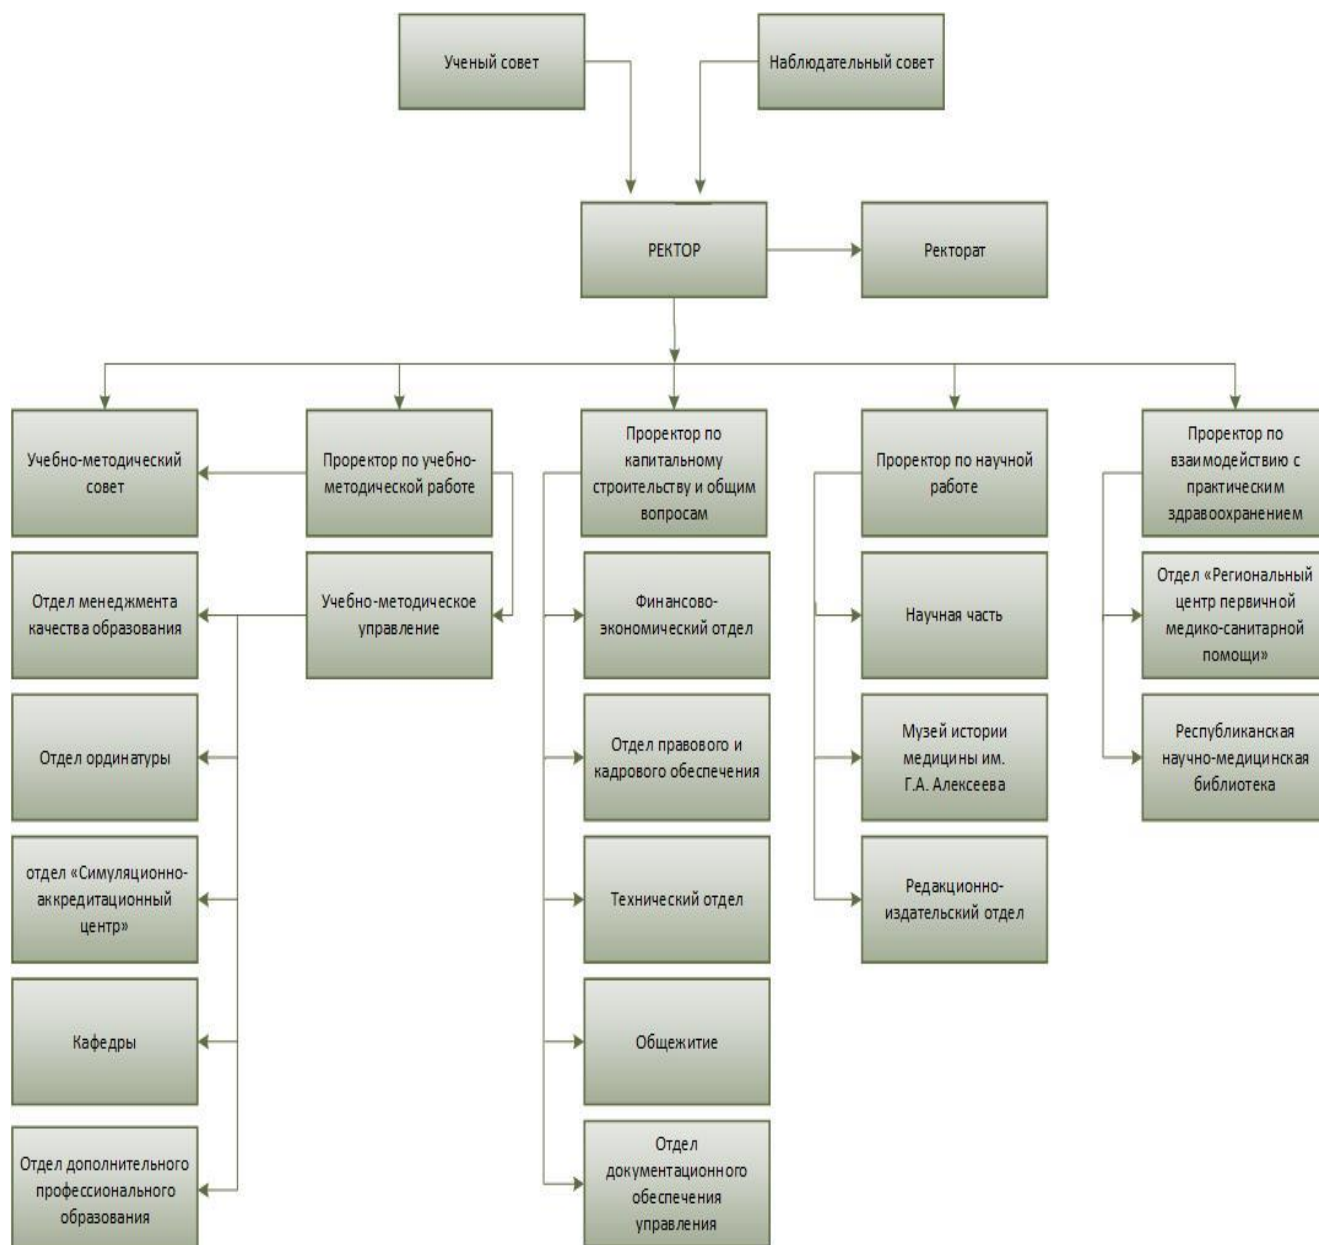 Ученый совет
Наблюдательный совет
РЕКТОР
Ректорат
Учебно-методический
совет
Проректор по учебно-
методической работе
Проректор по
капитальному
строительству и общим
вопросам
Проректор по научной
работе
Проректор по
взаимодействию с
практическим
здравоохранением
Отдел менеджмента
качества образования
Учебно-методическое
управление
Финансово-
экономический отдел
Научная часть
Отдел «Региональный
центр первичной
медико-санитарной
помощи»
Отдел ординатуры
Отдел правового и
кадрового обеспечения
Музей истории
медицины им.
Г.А. Алексеева
Республиканская
научно-медицинская
библиотека
отдел «Симуляционно-
аккредитационный
центр»
Технический отдел
Редакционно-
издательский отдел
Кафедры
Общежитие
Отдел дополнительного
профессионального
образования
Отдел
документационного
обеспечения
управления